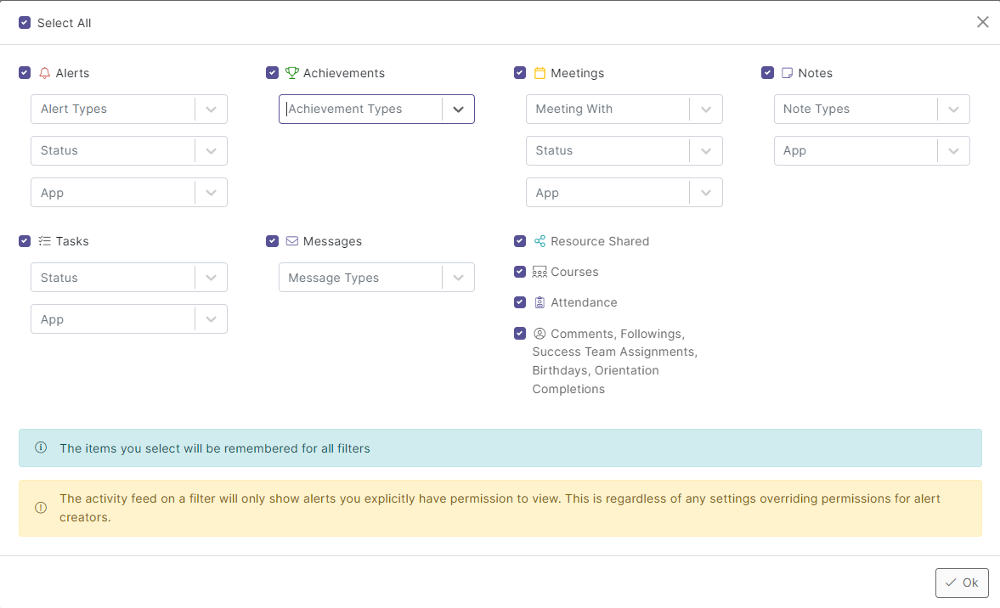 Select All
Alerts
Alert Types
Status
App
Achievements
Achievement Types
Meetings
Meeting With
Status
App
Notes
Note Types
App
Tasks
Status
App
Messages
Message Types
Resource Shared
Courses
Attendance
Comments, Followings,
Success Team Assignments,
Birthdays, Orientation
Completions
The items you select will be remembered for all filters
The activity feed on a filter will only show alerts you explicitly have permission to view. This is regardless of any settings overriding permissions for alert
creators.
Ok